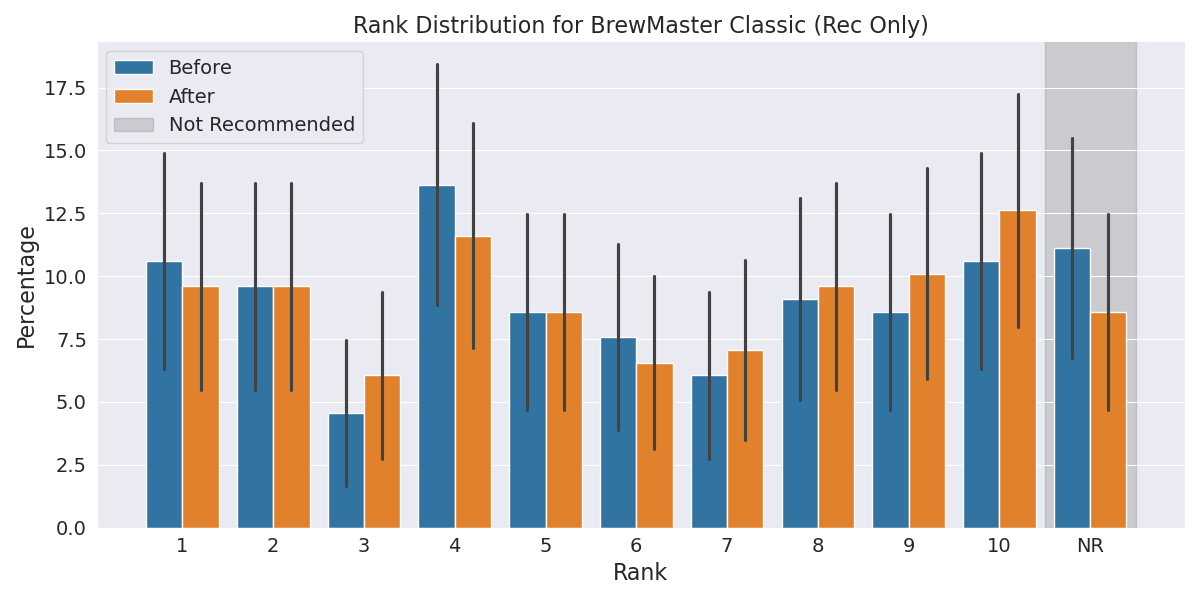 Rank Distribution for BrewMaster Classic (Rec Only)
Before
After
Not Recommended
Percentage
17.5
15.0
12.5
10.0
7.5
5.0
2.5
0.0
1 2 3 4 5 6 7 8 9 10 NR
Rank